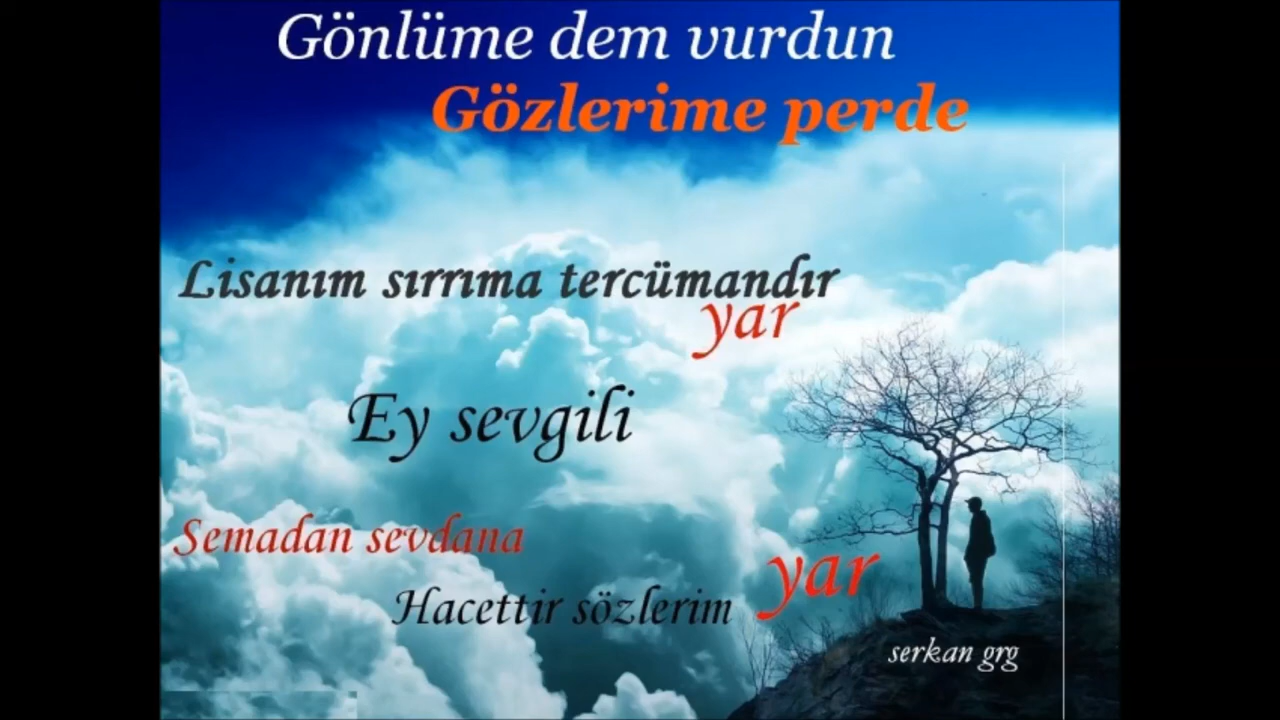 Gönlüme dem vurdun
Gözlerime perde
Lisanım sırrıma tercümandır
yar
Ey sevgili
Semadan sevdana
Hacettir sözlerim
yar
serkan grg